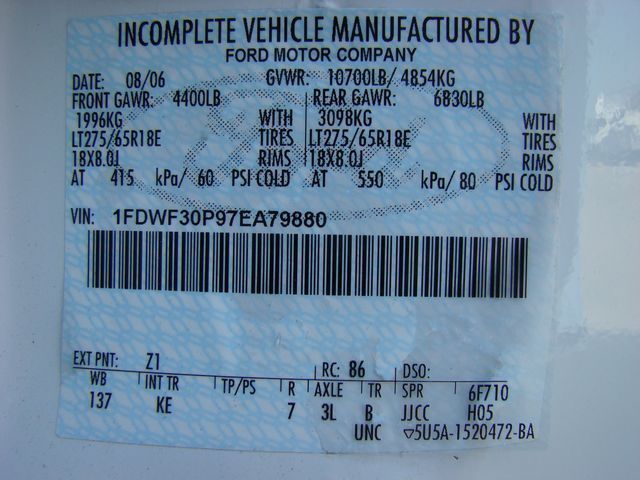 INCOMPLETE VEHICLE MANUFACTURED BY
FORD MOTOR COMPANY
DATE: 08/06 GVWR: 10700LB/ 4854KG
FRONT GAWR: 4400LB REAR GAWR: 6830LB
1996KG WITH 3098KG WITH
LT275/65R18E TIRES LT275/65R18E TIRES
18X8.0J RIMS 18X8.0J RIMS
AT 415 kPa/ 60 PSI COLD AT 550 kPa/ 80 PSI COLD
VIN: 1FDWF30P97EA79880
EXT PNT: Z1 RC: 86 DSO:
WB INT TR TP/PS R AXLE TR SPR 6F710
137 KE 7 3L B JJCC H05
UNC ▽5U5A-1520472-BA